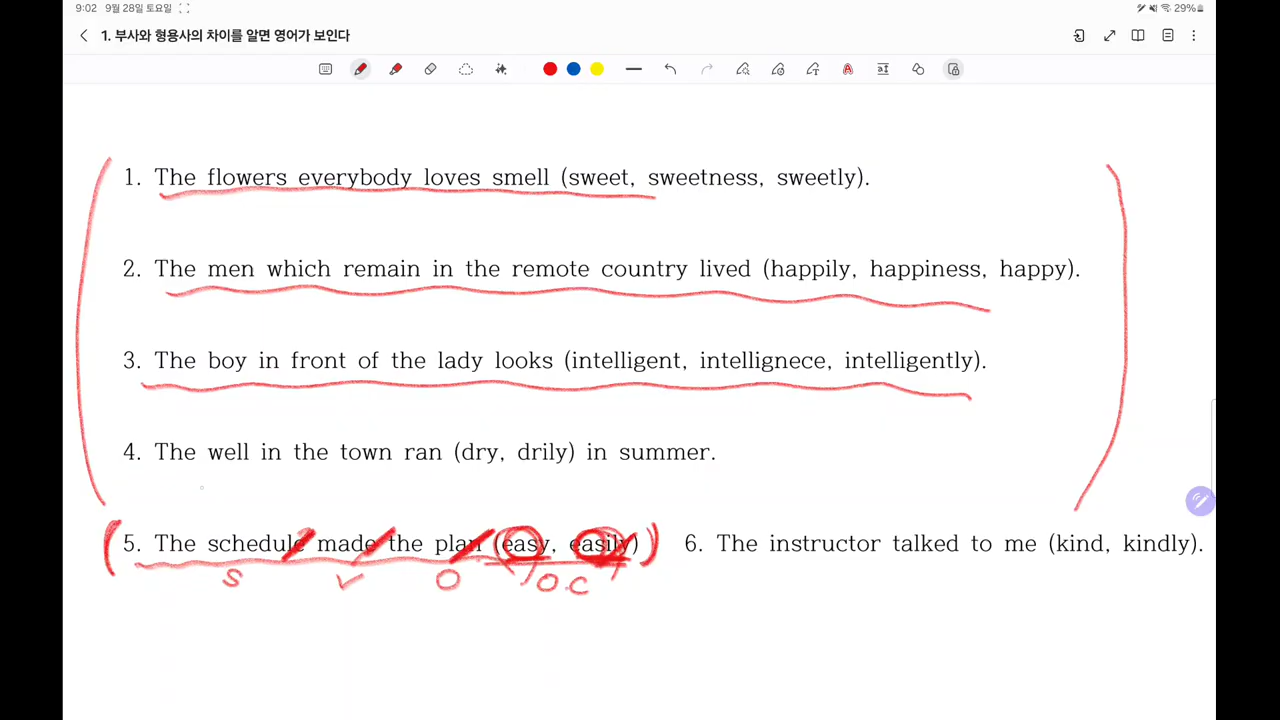 9:02 9월 28일 토요일 29%
1. 부사와 형용사의 차이를 알면 영어가 보인다
1. The flowers everybody loves smell (sweet, sweetness, sweetly).
2. The men which remain in the remote country lived (happily, happiness, happy).
3. The boy in front of the lady looks (intelligent, intellignece, intelligently).
4. The well in the town ran (dry, drily) in summer.
5. The schedule made the plan (easy, easily) 6. The instructor talked to me (kind, kindly).
S V O O.C